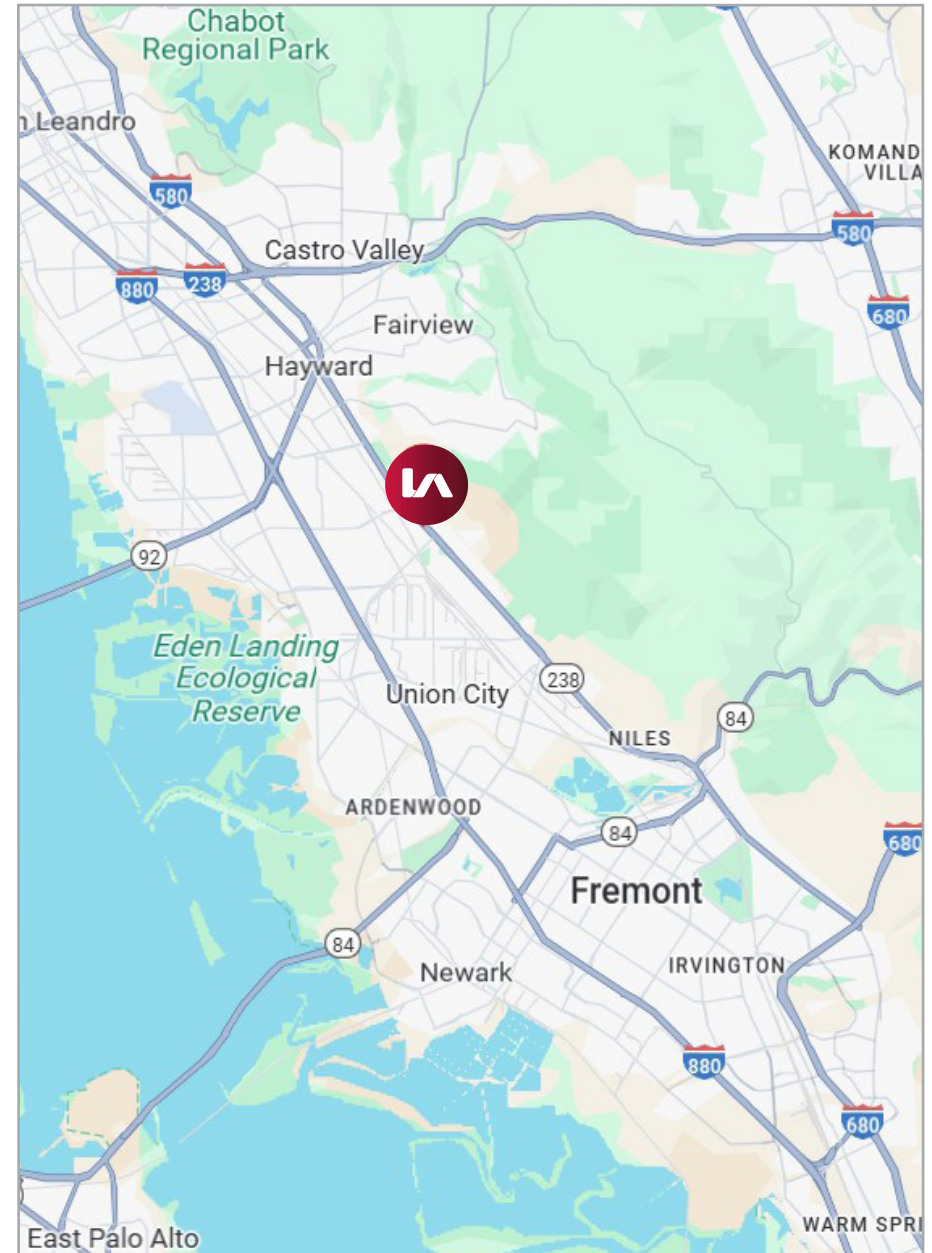 Chabot
Regional Park
n Leandro
KOMAND
VILLA
580
580
Castro Valley
880
238
680
Fairview
Hayward
LA
92
Eden Landing
Ecological
Reserve
238
Union City
84
NILES
ARDENWOOD
84
680
Fremont
84
Newark
IRVINGTON
880
680
WARM SPRI
East Palo Alto